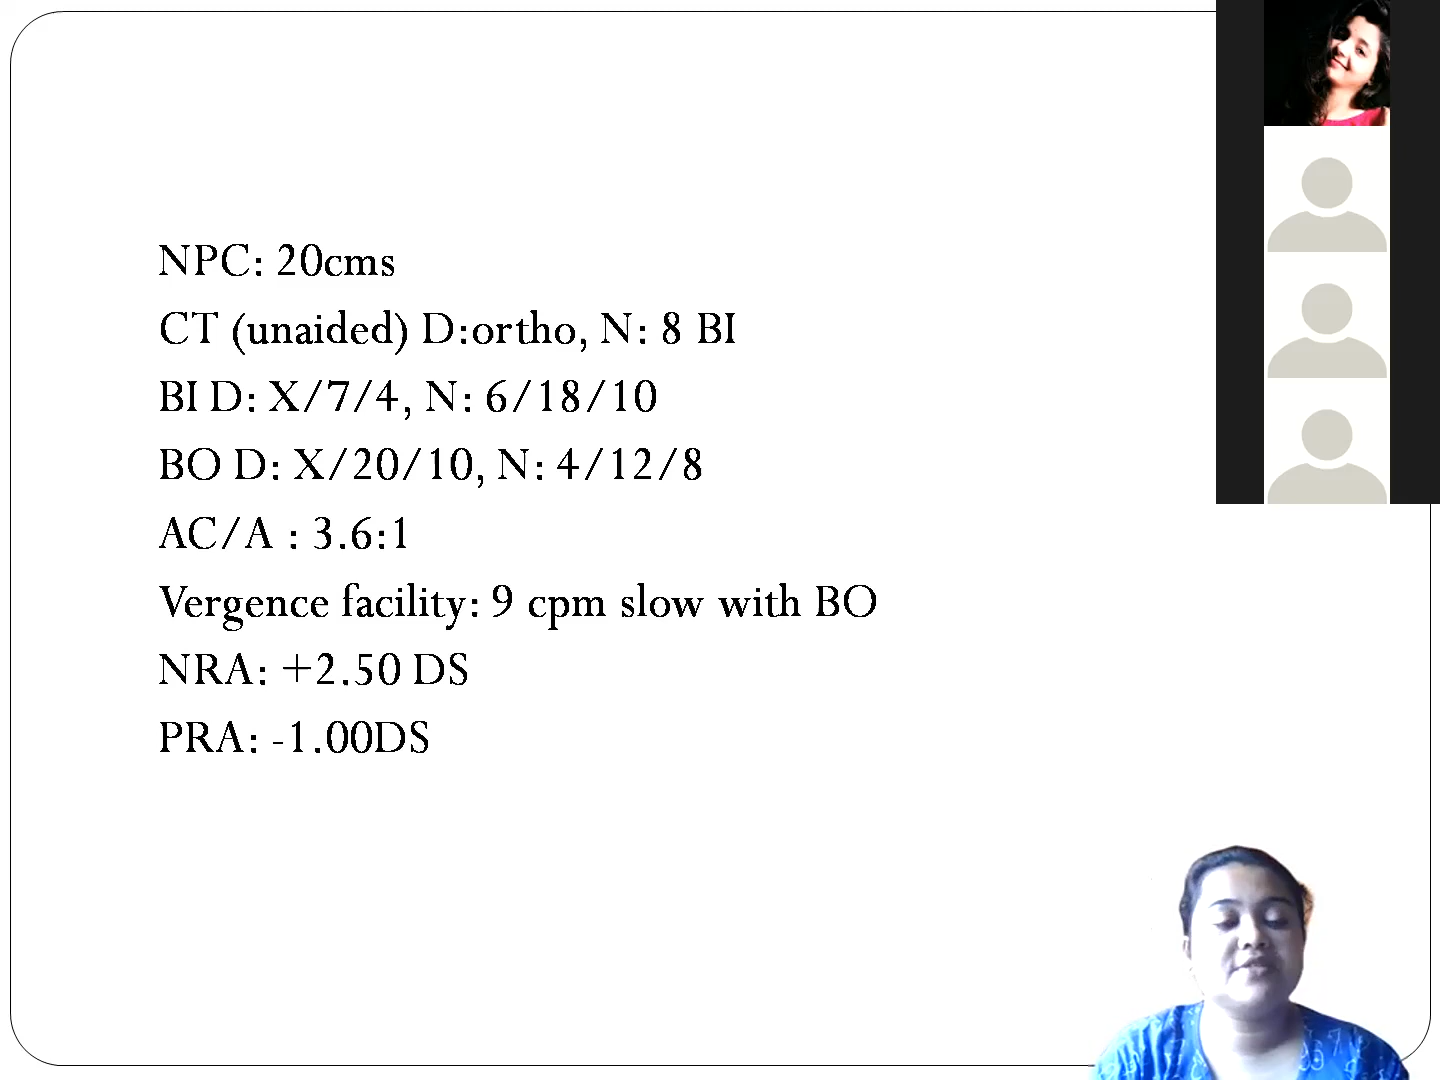 NPC: 20cms
CT (unaided) D:ortho, N: 8 BI
BI D: X/7/4, N: 6/18/10
BO D: X/20/10, N: 4/12/8
AC/A : 3.6:1
Vergence facility: 9 cpm slow with BO
NRA: +2.50 DS
PRA: -1.00DS